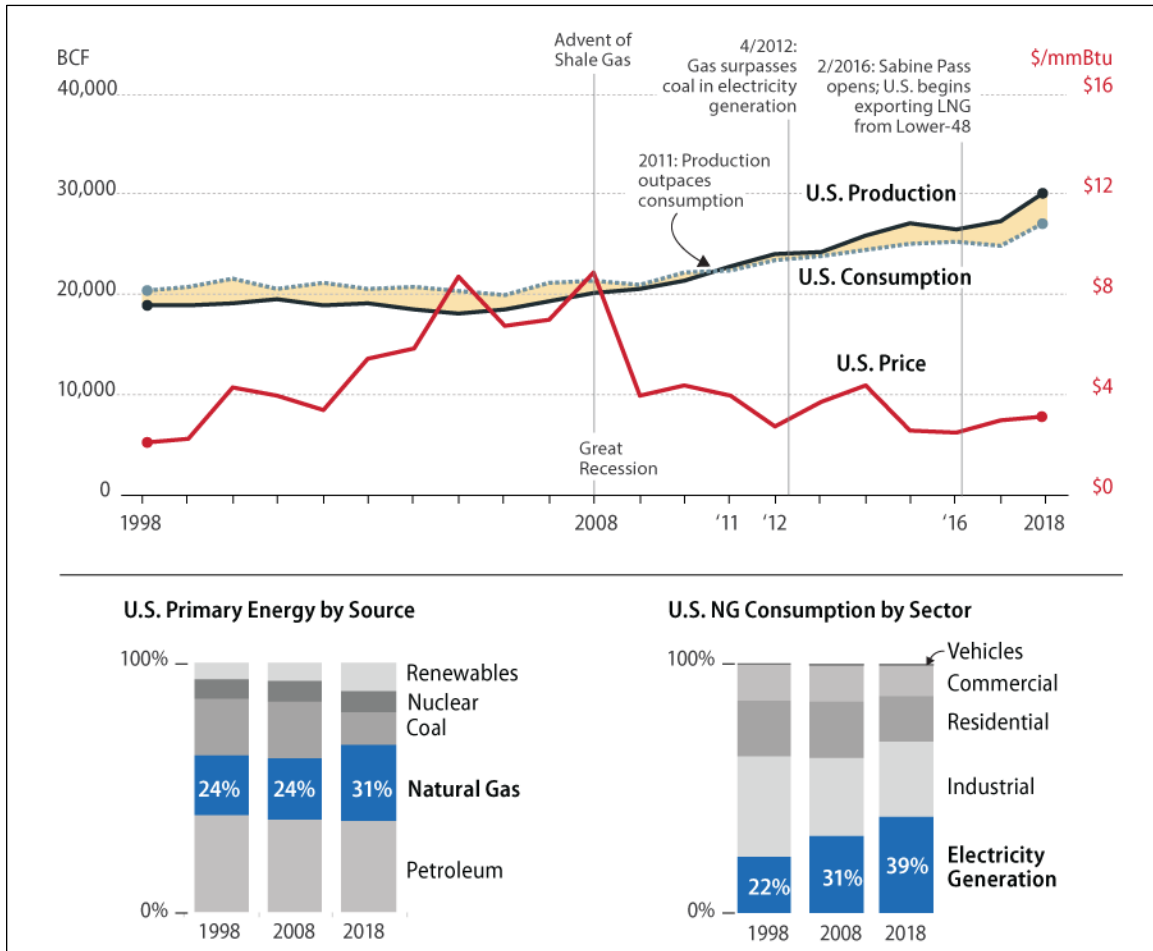 BCF
$/mmBtu
Advent of
Shale Gas
4/2012:
Gas surpasses
coal in electricity
generation
2/2016: Sabine Pass
opens; U.S. begins
exporting LNG
from Lower-48
40,000
$16
2011: Production
outpaces
consumption
30,000
$12
U.S. Production
U.S. Consumption
20,000
$8
U.S. Price
10,000
$4
Great
Recession
0
$0
1998
2008
‘11
‘12
‘16
2018
U.S. Primary Energy by Source
100%
Renewables
Nuclear
Coal
24%
24%
31%
Natural Gas
Petroleum
0%
1998
2008
2018
U.S. NG Consumption by Sector
100%
Vehicles
Commercial
Residential
Industrial
22%
31%
39%
Electricity
Generation
0%
1998
2008
2018